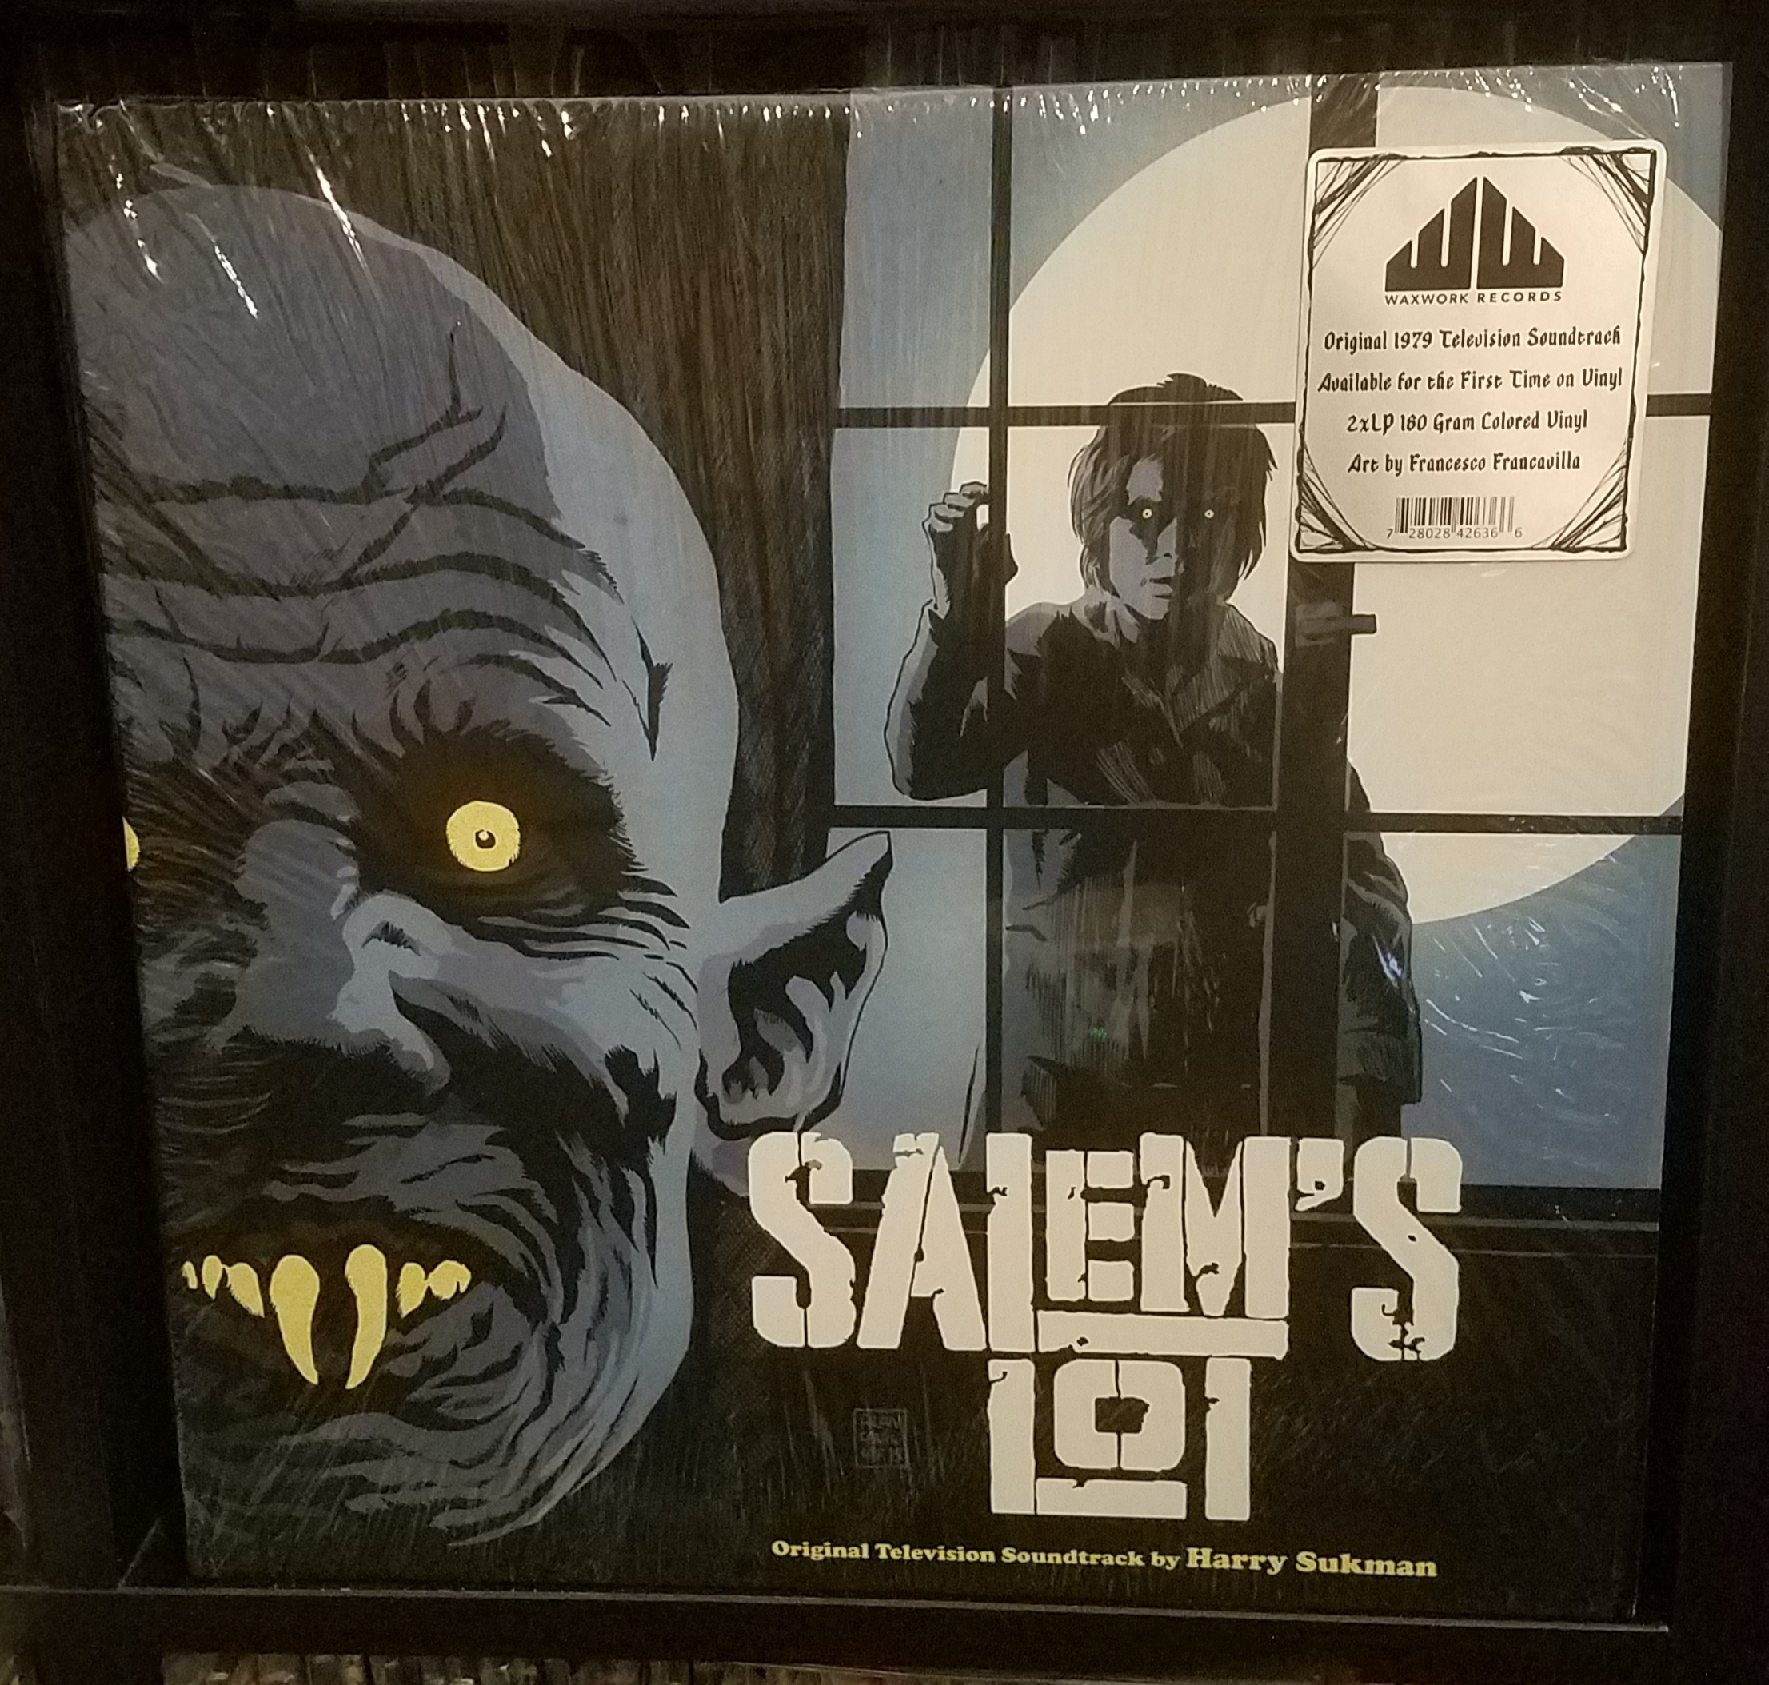 WAXWORK RECORDS
Original 1979 Television Soundtrack
Available for the First Time on Vinyl
2xLP 180 Gram Colored Vinyl
Art by Francesco Francavilla
7 28028 42636 6
SALEM'S
LOT
Original Television Soundtrack by Harry Sukman